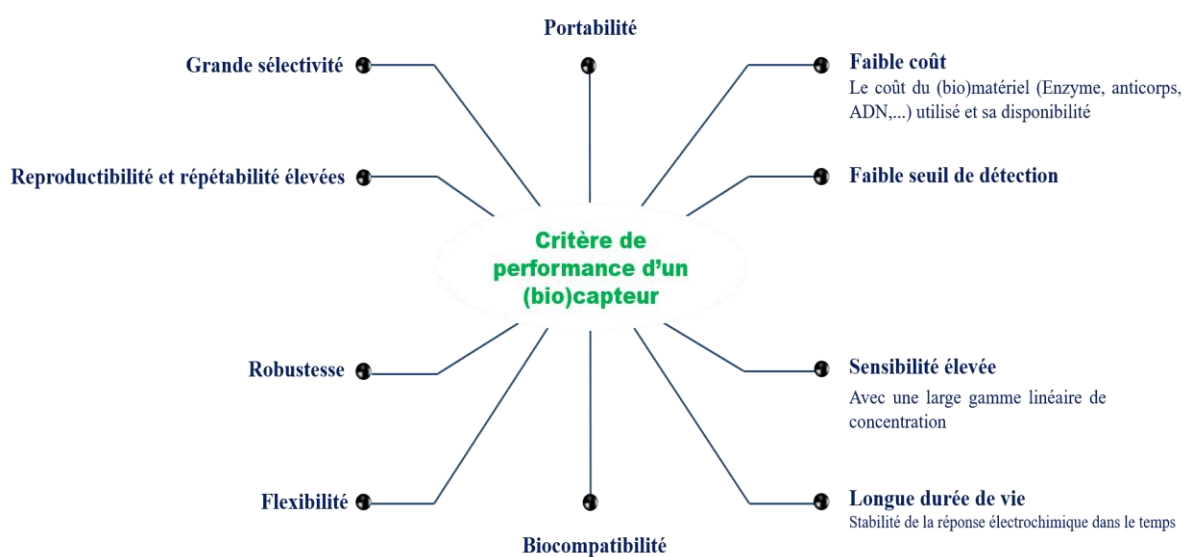 Portabilité
Grande sélectivité
Faible coût
Le coût du (bio)matériel (Enzyme, anticorps,
ADN,...) utilisé et sa disponibilité
Reproductibilité et répétabilité élevées
Faible seuil de détection
Critère de
performance d'un
(bio)capteur
Robustesse
Sensibilité élevée
Avec une large gamme linéaire de
concentration
Flexibilité
Longue durée de vie
Stabilité de la réponse électrochimique dans le temps
Biocompatibilité